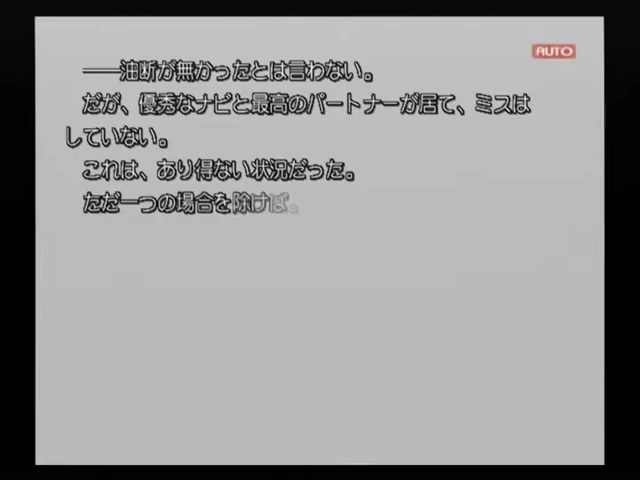 AUTO
――油断が無かったとは言わない。
だが、優秀なナビと最高のパートナーが居て、ミスは
していない。
これは、あり得ない状況だった。
ただ一つの場合を除けば。